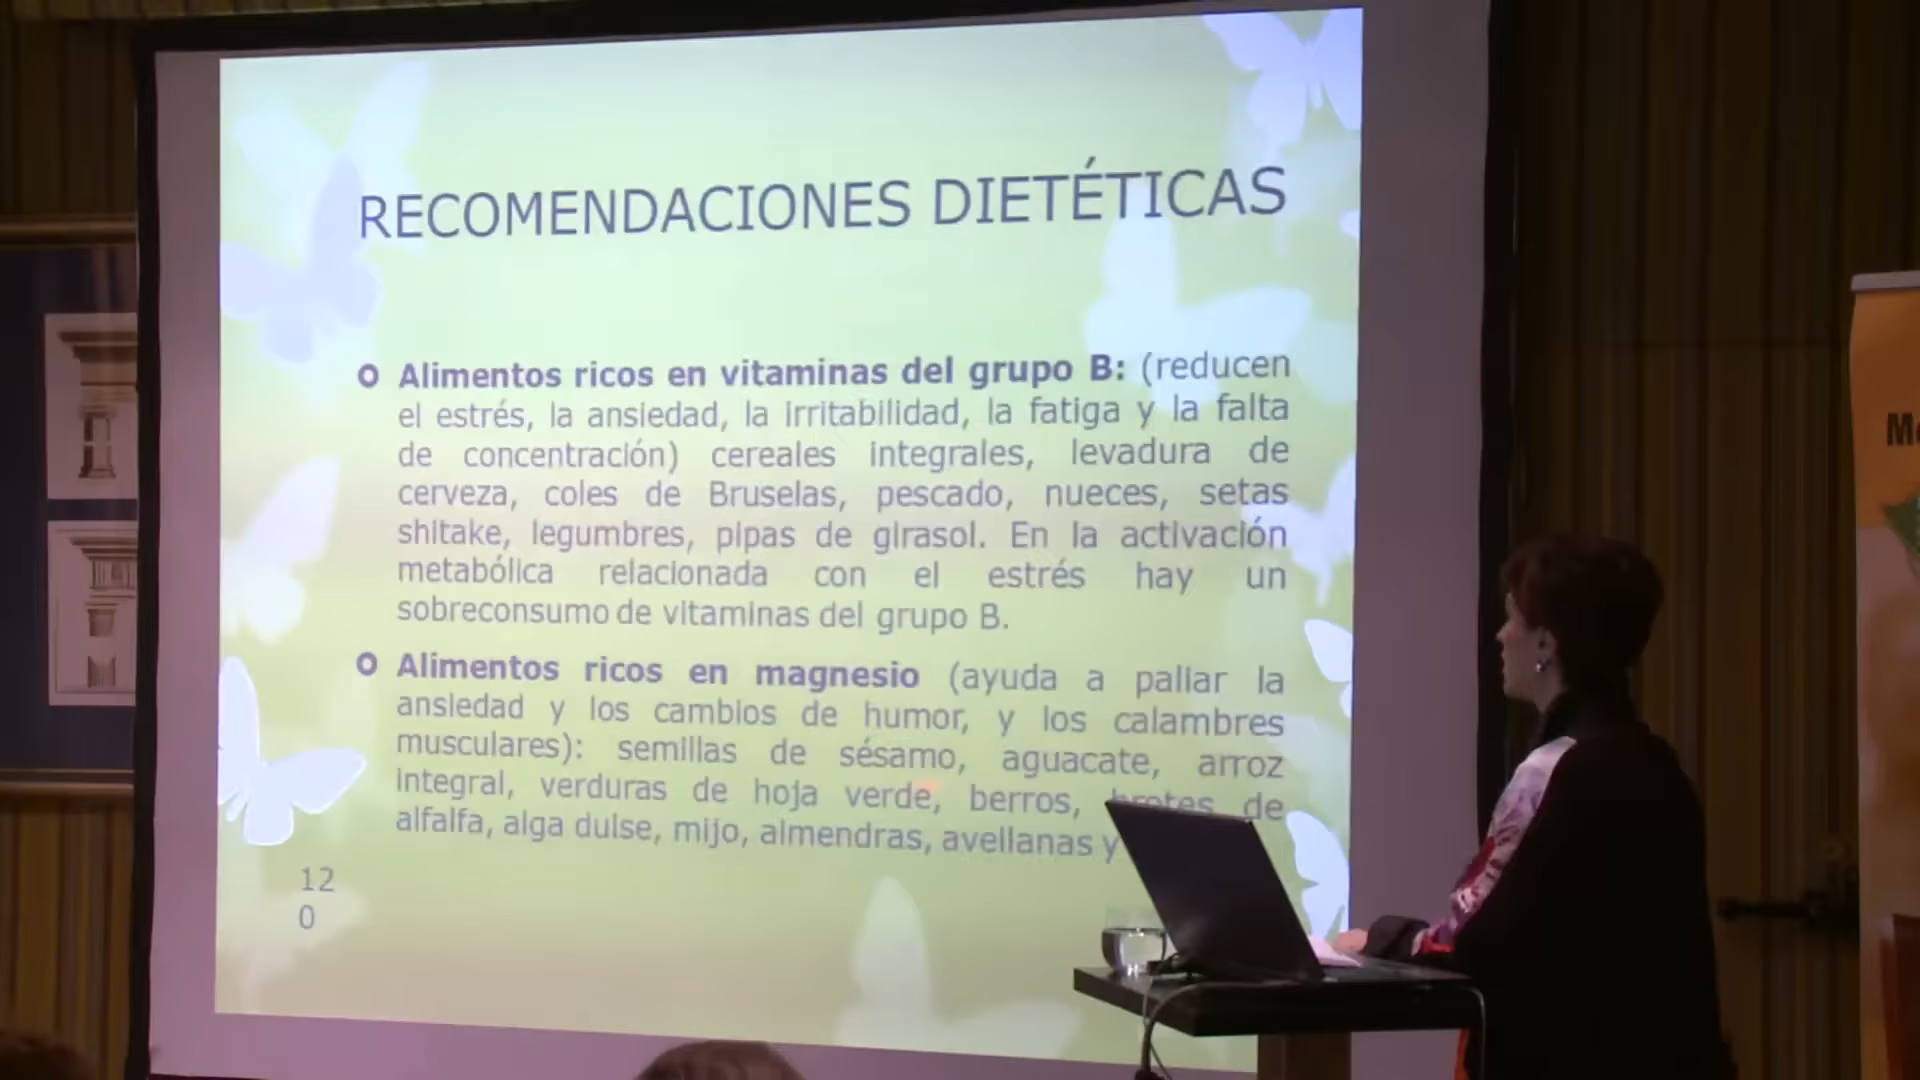 RECOMENDACIONES DIETÉTICAS
Alimentos ricos en vitaminas del grupo B: (reducen
el estrés, la ansiedad, la irritabilidad, la fatiga y la falta
de concentración) cereales integrales, levadura de
cerveza, coles de Bruselas, pescado, nueces, setas
shitake, legumbres, pipas de girasol. En la activación
metabólica relacionada con el estrés hay un
sobreconsumo de vitaminas del grupo B.
Alimentos ricos en magnesio (ayuda a paliar la
ansiedad y los cambios de humor, y los calambres
musculares): semillas de sésamo, aguacate, arroz
integral, verduras de hoja verde, berros, brotes de
alfalfa, alga dulse, mijo, almendras, avellanas y
12
0